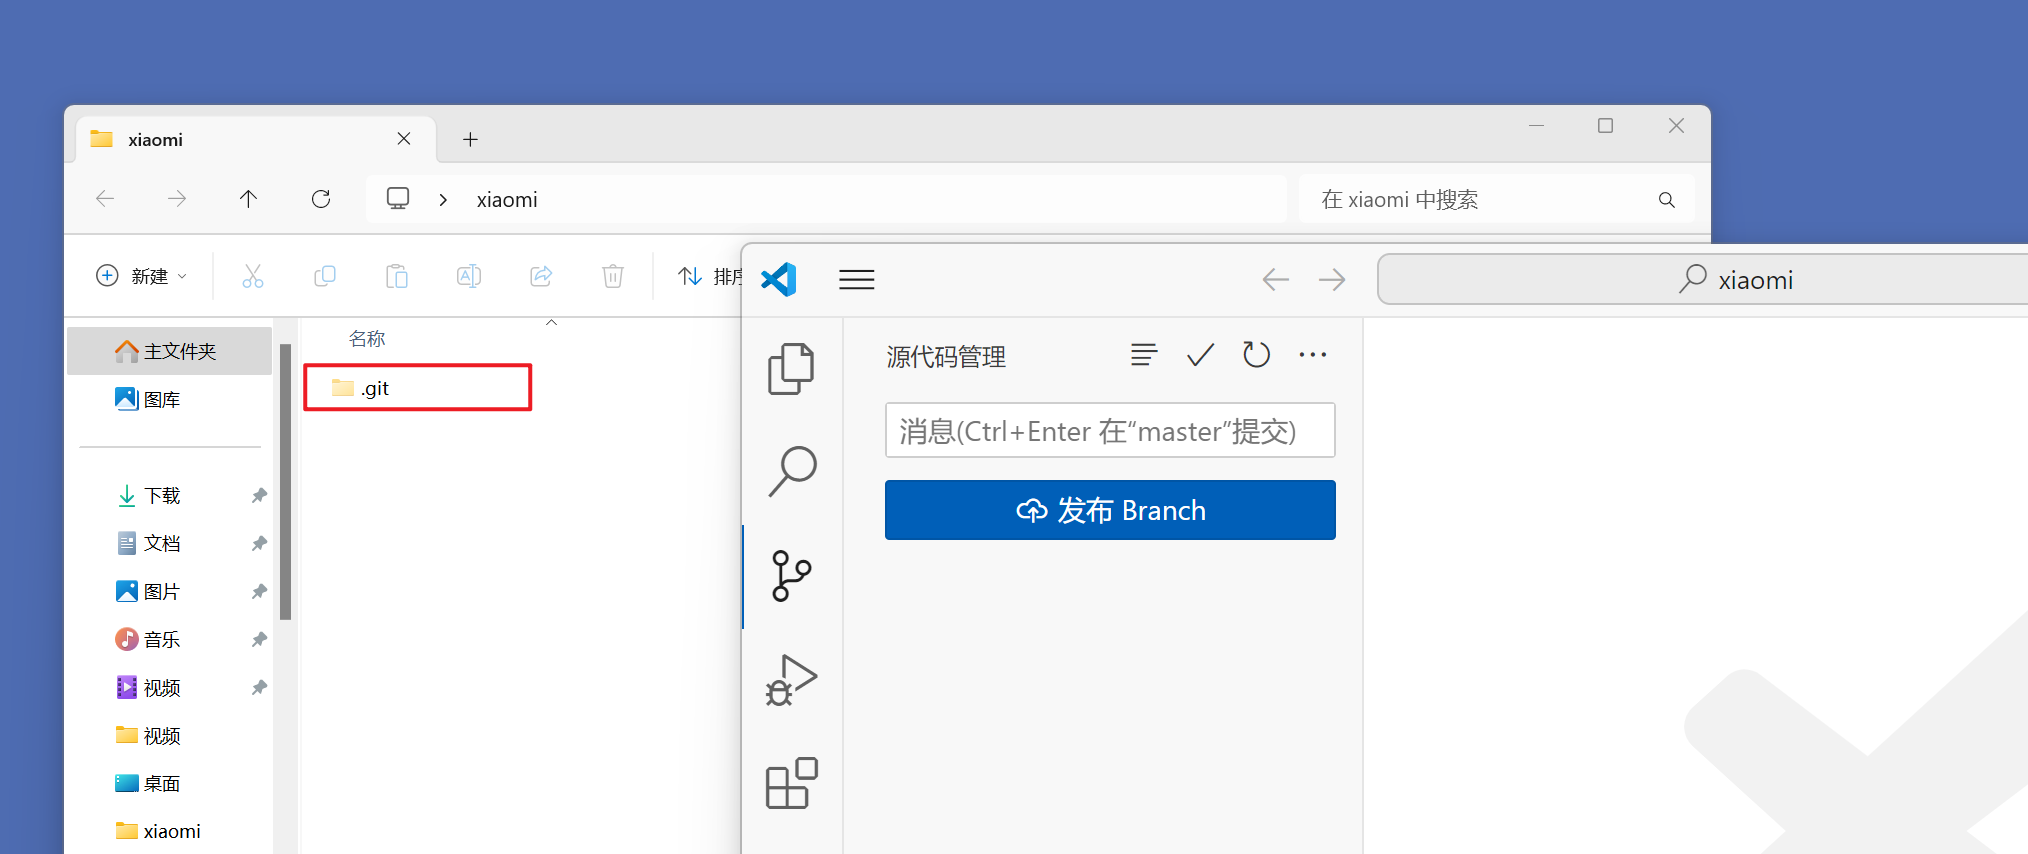 xiaomi
xiaomi
在 xiaomi 中搜索
新建
排序
xiaomi
主文件夹
图库
下载
文档
图片
音乐
视频
视频
桌面
xiaomi
名称
.git
源代码管理
消息(Ctrl+Enter 在“master”提交)
发布 Branch